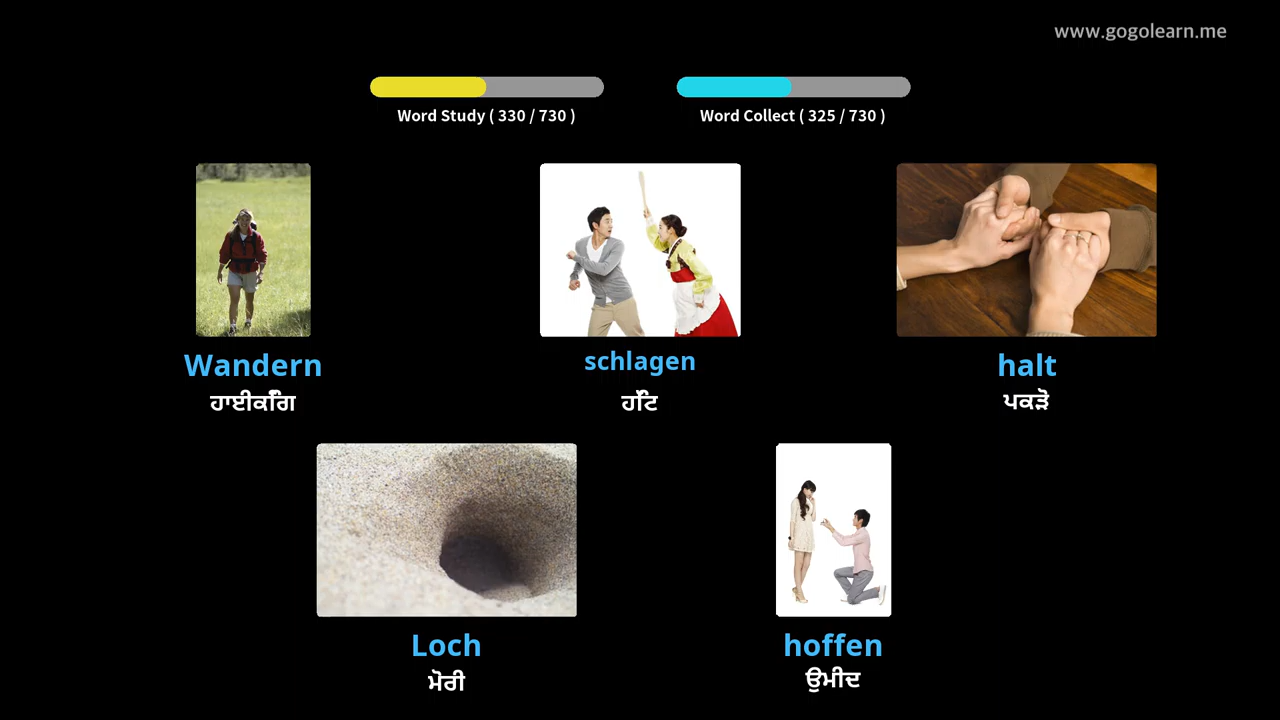 www.gogolearn.me
Word Study ( 330 / 730 )
Word Collect ( 325 / 730 )
Wandern
schlagen
halt
ਹਾਈਕਿੰਗ
ਹਿੱਟ
ਪਕੜੋ
Loch
hoffen
ਮੋਰੀ
ਉਮੀਦ